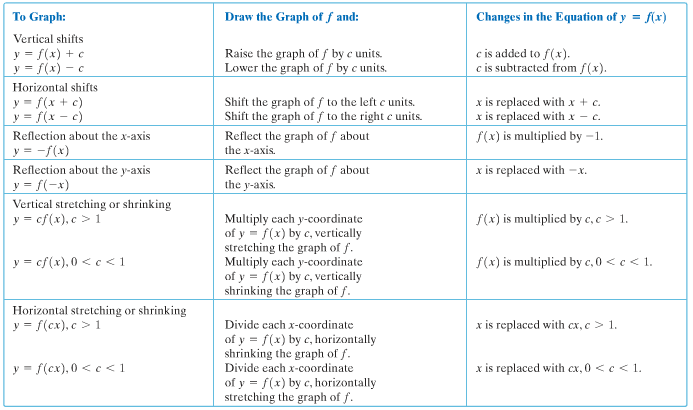 To Graph: Draw the Graph of f and: Changes in the Equation of y = f(x)
Vertical shifts
y = f(x) + c Raise the graph of f by c units. c is added to f(x).
y = f(x) − c Lower the graph of f by c units. c is subtracted from f(x).
Horizontal shifts
y = f(x + c) Shift the graph of f to the left c units. x is replaced with x + c.
y = f(x − c) Shift the graph of f to the right c units. x is replaced with x − c.
Reflection about the x-axis Reflect the graph of f about f(x) is multiplied by −1.
y = −f(x) the x-axis.
Reflection about the y-axis Reflect the graph of f about x is replaced with −x.
y = f(−x) the y-axis.
Vertical stretching or shrinking
y = cf(x), c > 1 Multiply each y-coordinate f(x) is multiplied by c, c > 1.
of y = f(x) by c, vertically
stretching the graph of f.
y = cf(x), 0 < c < 1 Multiply each y-coordinate f(x) is multiplied by c, 0 < c < 1.
of y = f(x) by c, vertically
shrinking the graph of f.
Horizontal stretching or shrinking
y = f(cx), c > 1 Divide each x-coordinate x is replaced with cx, c > 1.
of y = f(x) by c, horizontally
shrinking the graph of f.
y = f(cx), 0 < c < 1 Divide each x-coordinate x is replaced with cx, 0 < c < 1.
of y = f(x) by c, horizontally
stretching the graph of f.